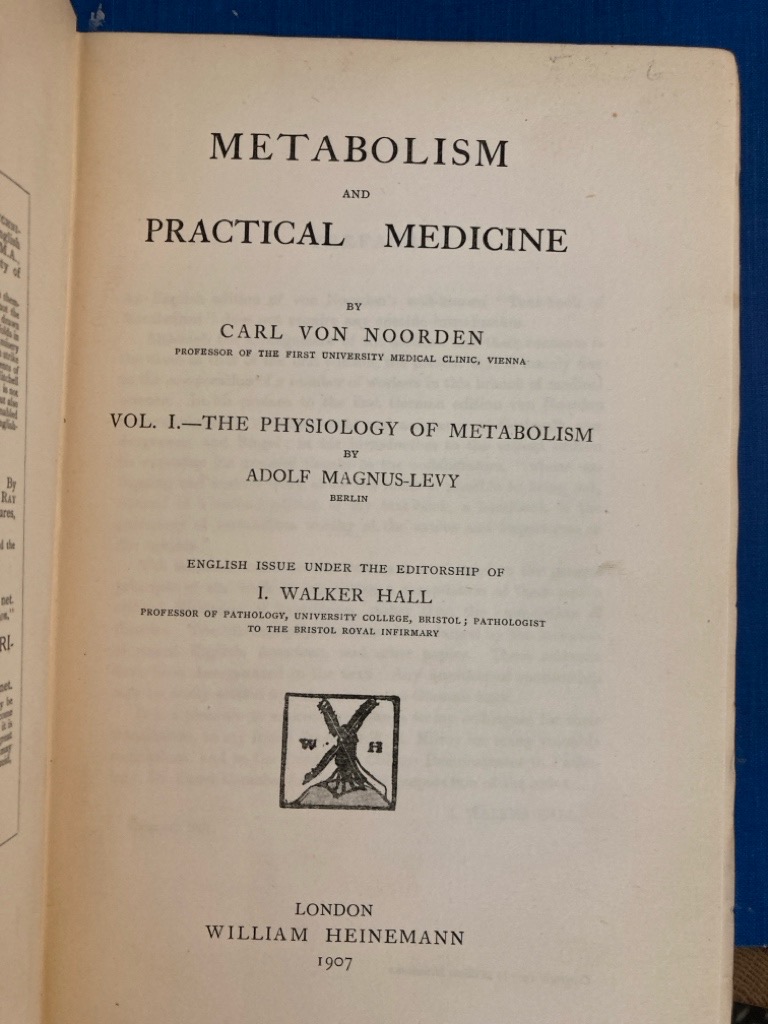 METABOLISM
AND
PRACTICAL MEDICINE
BY
CARL VON NOORDEN
PROFESSOR OF THE FIRST UNIVERSITY MEDICAL CLINIC, VIENNA
VOL. I.—THE PHYSIOLOGY OF METABOLISM
BY
ADOLF MAGNUS-LEVY
BERLIN
ENGLISH ISSUE UNDER THE EDITORSHIP OF
I. WALKER HALL
PROFESSOR OF PATHOLOGY, UNIVERSITY COLLEGE, BRISTOL; PATHOLOGIST
TO THE BRISTOL ROYAL INFIRMARY
W H
LONDON
WILLIAM HEINEMANN
1907